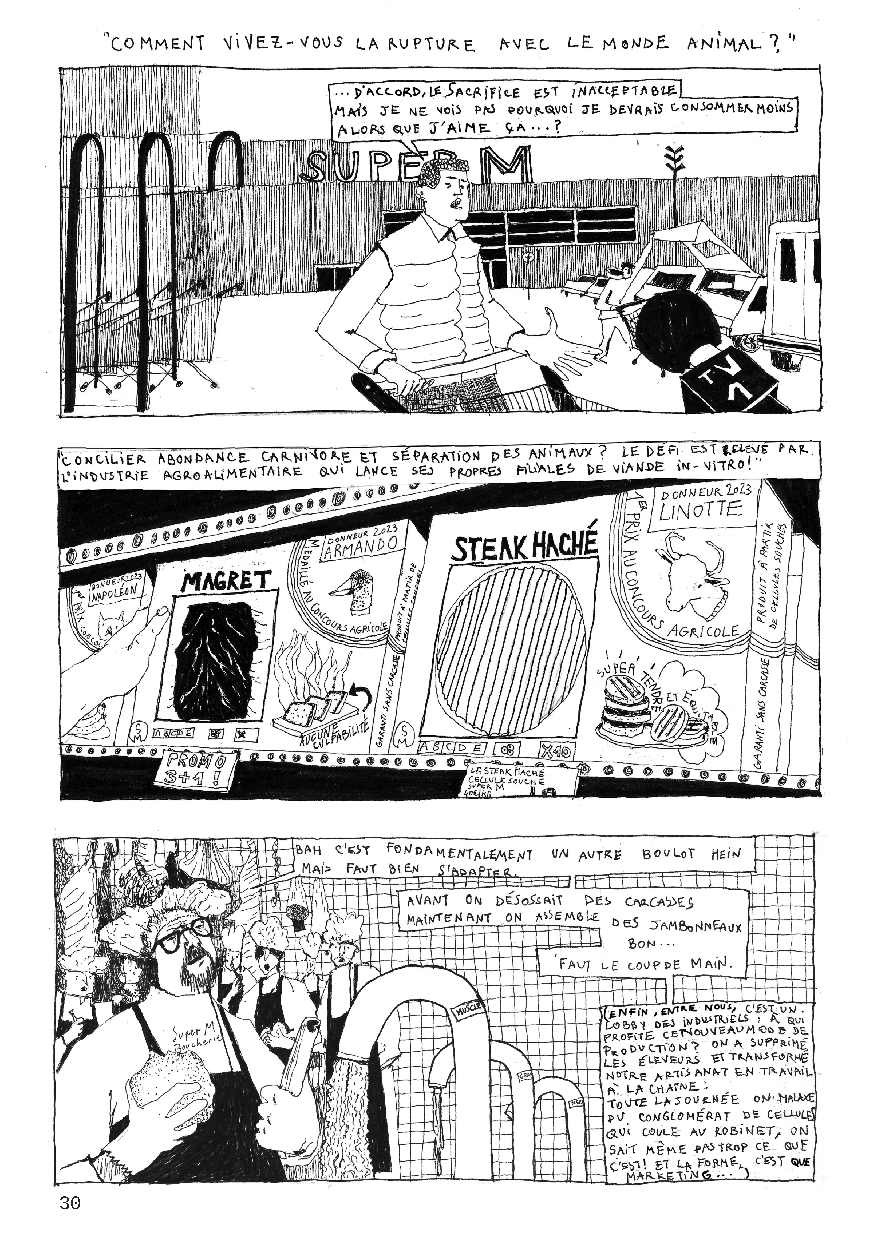 "COMMENT VIVEZ-VOUS LA RUPTURE AVEC LE MONDE ANIMAL ?"
...D'ACCORD, LE SACRIFICE EST INACCEPTABLE
MAIS JE NE VOIS PAS POURQUOI JE DEVRAIS CONSOMMER MOINS
ALORS QUE J'AIME ÇA...?
SUPER M
TV
"CONCILIER ABONDANCE CARNIVORE ET SÉPARATION DES ANIMAUX ? LE DÉFI EST RELEVÉ PAR
L'INDUSTRIE AGROALIMENTAIRE QUI LANCE SES PROPRES FILIALES DE VIANDE IN-VITRO!"
DONNEUR 2023
NAPOLÉON
MAGRET
DONNEUR 2023
ARMANDO
MÉDAILLÉ AU CONCOURS AGRICOLE
AUCUNE
CULPABILITÉ
PRODUIT À PARTIR DE
GARANTI SANS CARCASSE
ABCDE
PROMO
3+1 !
STEAK HACHÉ
SM
ABCDE
X10
DONNEUR 2023
LINOTTE
1ER PRIX AU CONCOURS AGRICOLE
SUPER TENDRE ET
PRODUIT À PARTIR
DE CELLULES SOUCHES
GARANTI SANS CARCASSE
LE STEAK HACHÉ
CELLULE SOUCHE
SUPER M
BAH C'EST FONDAMENTALEMENT UN AUTRE BOULOT HEIN
MAIS FAUT BIEN S'ADAPTER.
AVANT ON DÉSOSSAIT DES CARCASSES
MAINTENANT ON ASSEMBLE DES JAMBONNEAUX
BON...
FAUT LE COUP DE MAIN.
Super M
Boucherie
MUSCLE
(ENFIN, ENTRE NOUS, C'EST UN
LOBBY DES INDUSTRIELS : À QUI
PROFITE CE NOUVEAU MODE DE
PRODUCTION ? ON A SUPPRIMÉ
LES ÉLEVEURS ET TRANSFORMÉ
NOTRE ARTISANAT EN TRAVAIL
À LA CHAÎNE :
TOUTE LA JOURNÉE ON MALAXE
DU CONGLOMÉRAT DE CELLULES
QUI COULE AU ROBINET, ON
SAIT MÊME PAS TROP CE QUE
C'EST! ET LA FORME, C'EST QUE
MARKETING...)
30